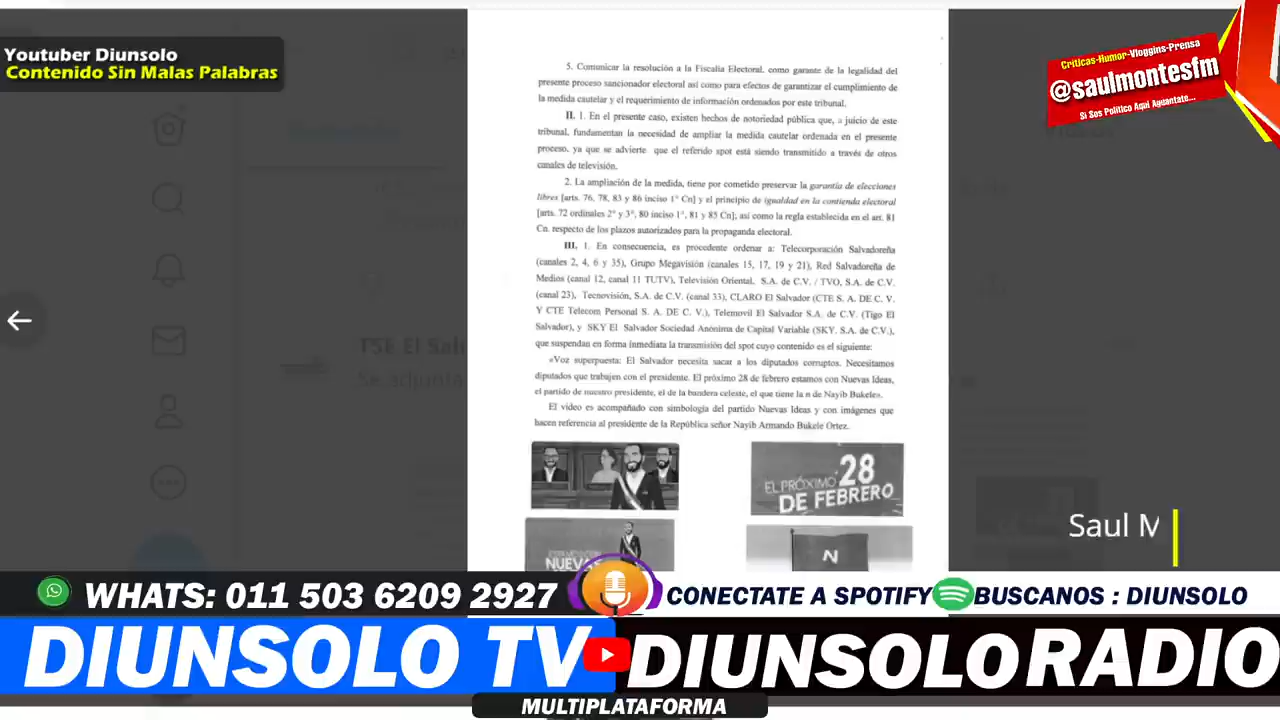 Youtuber Diunsolo
Contenido Sin Malas Palabras
Críticas-Humor-Vloggins-Prensa
@saulmontesfm
Si Sos Político Aqui Aguantate...
5. Comunicar la resolución a la Fiscalía Electoral, como garante de la legalidad del
presente proceso sancionador electoral así como para efectos de garantizar el cumplimiento de
la medida cautelar y el requerimiento de información ordenados por este tribunal.
II. 1. En el presente caso, existen hechos de notoriedad pública que, a juicio de este
tribunal, fundamentan la necesidad de ampliar la medida cautelar ordenada en el presente
proceso, ya que se advierte que el referido spot está siendo transmitido a través de otros
canales de televisión.
2. La ampliación de la medida, tiene por cometido preservar la garantía de elecciones
libres [arts. 76, 78, 83 y 86 inciso 1° Cn] y el principio de igualdad en la contienda electoral
[arts. 72 ordinales 2° y 3°, 80 inciso 1°, 81 y 85 Cn]; así como la regla establecida en el art. 81
Cn. respecto de los plazos autorizados para la propaganda electoral.
III. 1. En consecuencia, es procedente ordenar a: Telecorporación Salvadoreña
(canales 2, 4, 6 y 35), Grupo Megavisión (canales 15, 17, 19 y 21), Red Salvadoreña de
Medios (canal 12, canal 11 TUTV), Televisión Oriental, S.A. de C.V. / TVO, S.A. de C.V.
(canal 23), Tecnovisión, S.A. de C.V. (canal 33), CLARO El Salvador (CTE S. A. DE C. V.
Y CTE Telecom Personal S. A. DE C. V.), Telemovil El Salvador S.A. de C.V. (Tigo El
Salvador), y SKY El Salvador Sociedad Anónima de Capital Variable (SKY. S.A. de C.V.),
que suspendan en forma inmediata la transmisión del spot cuyo contenido es el siguiente:
«Voz superpuesta: El Salvador necesita sacar a los diputados corruptos. Necesitamos
diputados que trabajen con el presidente. El próximo 28 de febrero estamos con Nuevas Ideas,
el partido de nuestro presidente, el de la bandera celeste, el que tiene la n de Nayib Bukele».
El video es acompañado con simbología del partido Nuevas Ideas y con imágenes que
hacen referencia al presidente de la República señor Nayib Armando Bukele Ortez.
EL PRÓXIMO 28
DE FEBRERO
NUEVAS
N
TSE El Sal
Se adjunta
Saul M
WHATS: 011 503 6209 2927
CONECTATE A SPOTIFY
BUSCANOS : DIUNSOLO
DIUNSOLO TV
DIUNSOLO RADIO
MULTIPLATAFORMA